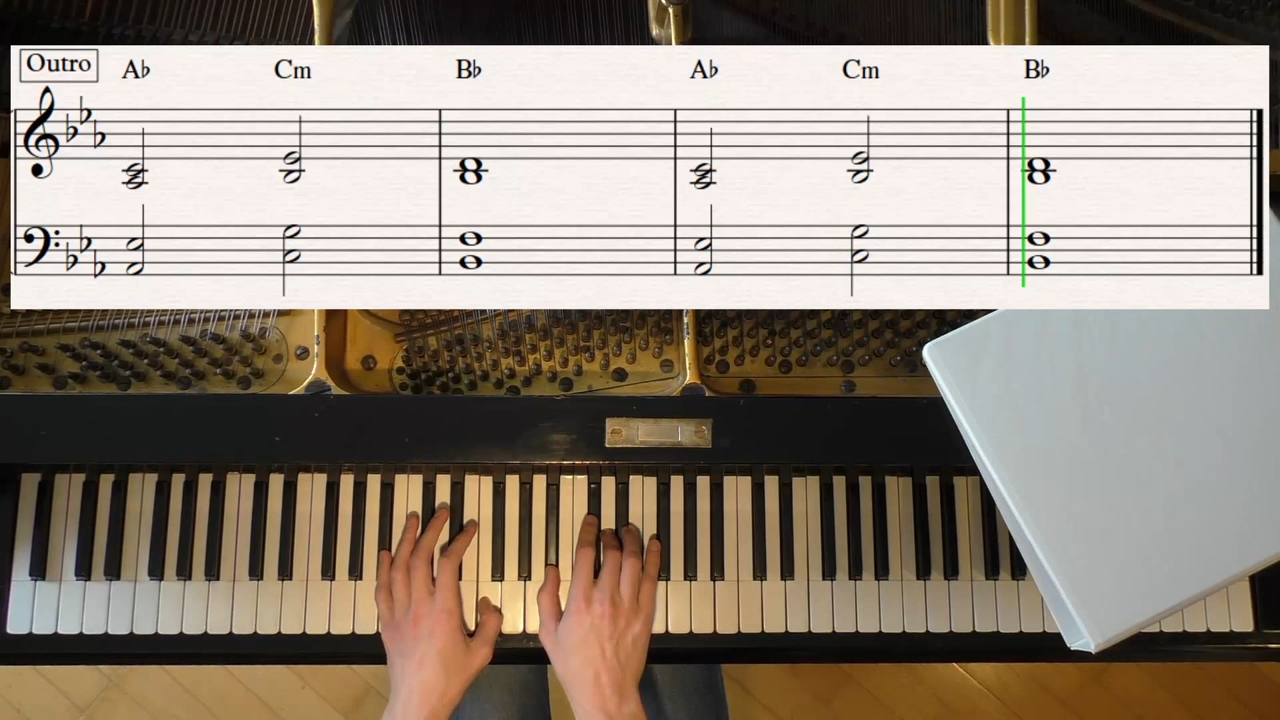 Outro A♭ Cm B♭ A♭ Cm B♭